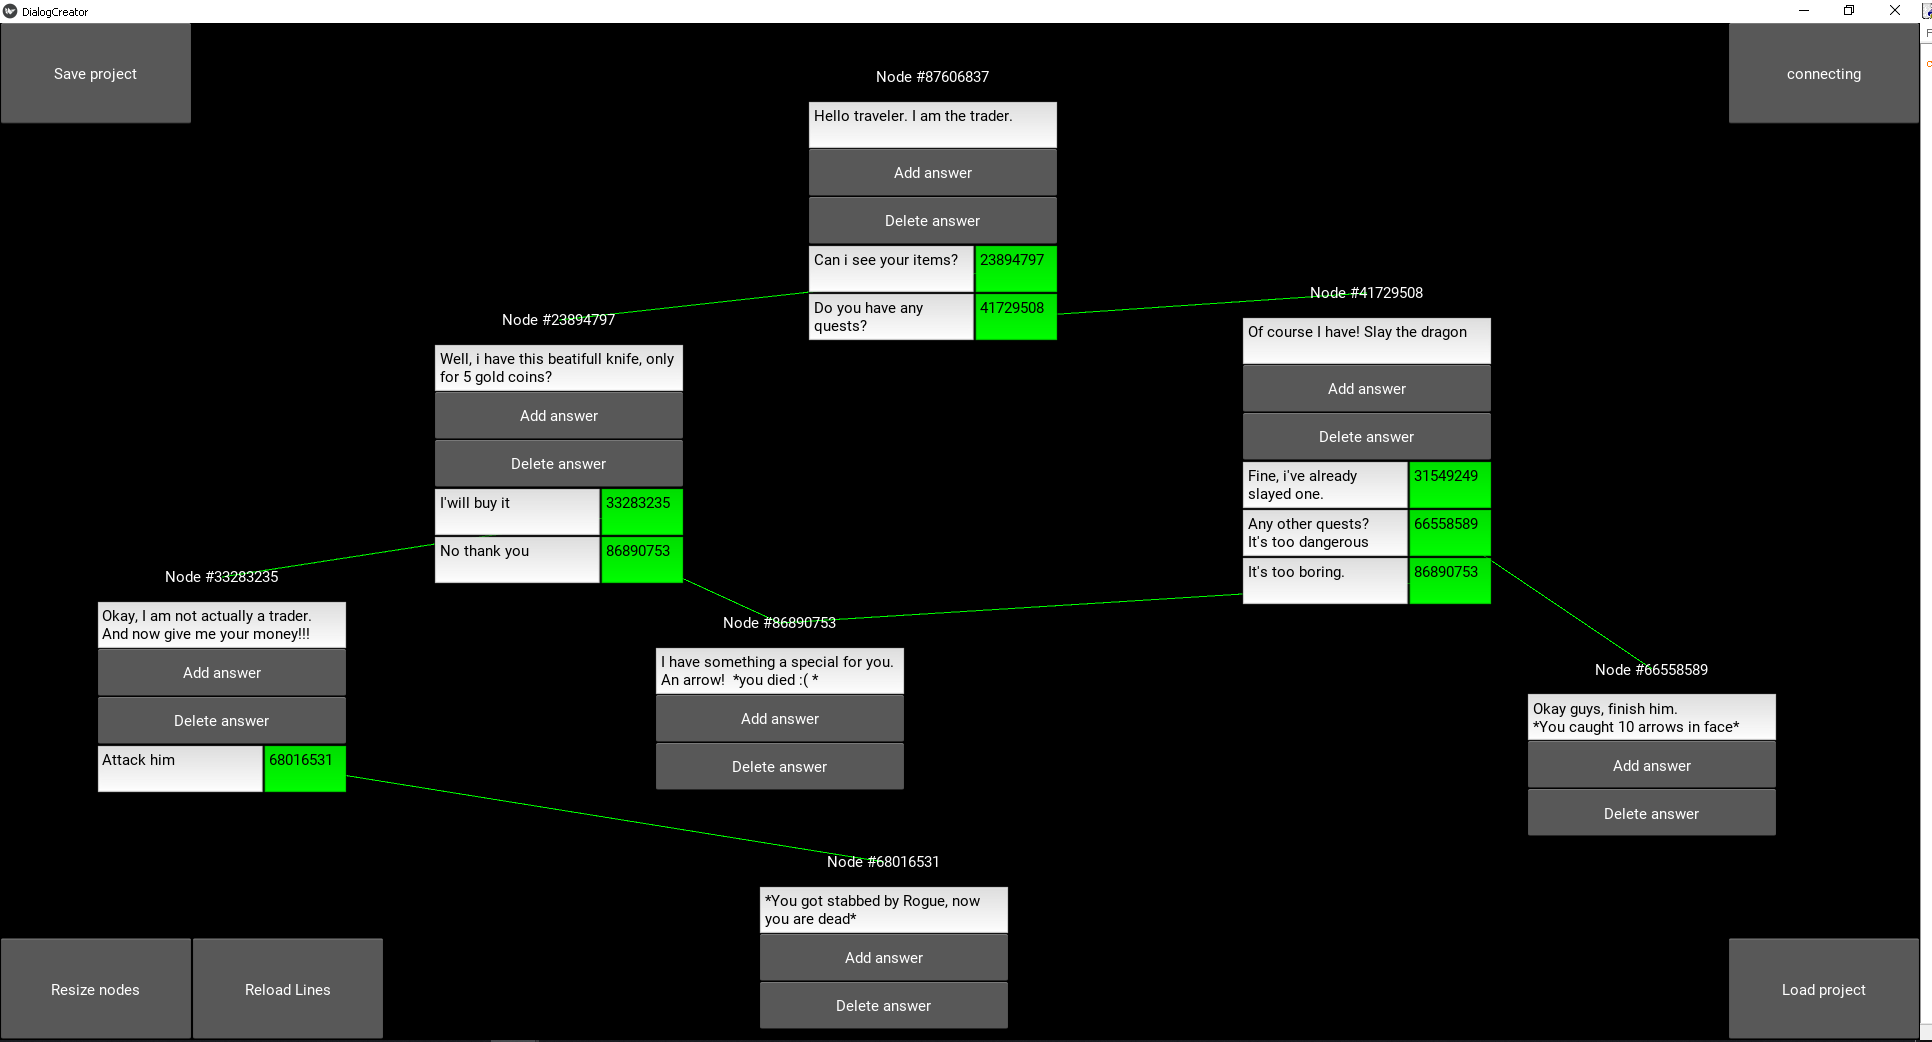 DialogCreator
Save project
connecting
Node #87606837
Hello traveler. I am the trader.
Add answer
Delete answer
Can i see your items?
23894797
Do you have any
quests?
41729508
Node #23894797
Well, i have this beatifull knife, only
for 5 gold coins?
Add answer
Delete answer
I'will buy it
33283235
No thank you
86890753
Node #41729508
Of course I have! Slay the dragon
Add answer
Delete answer
Fine, i've already
slayed one.
31549249
Any other quests?
It's too dangerous
66558589
It's too boring.
86890753
Node #33283235
Okay, I am not actually a trader.
And now give me your money!!!
Add answer
Delete answer
Attack him
68016531
Node #86890753
I have something a special for you.
An arrow!  *you died :( *
Add answer
Delete answer
Node #66558589
Okay guys, finish him.
*You caught 10 arrows in face*
Add answer
Delete answer
Node #68016531
*You got stabbed by Rogue, now
you are dead*
Add answer
Delete answer
Resize nodes
Reload Lines
Load project